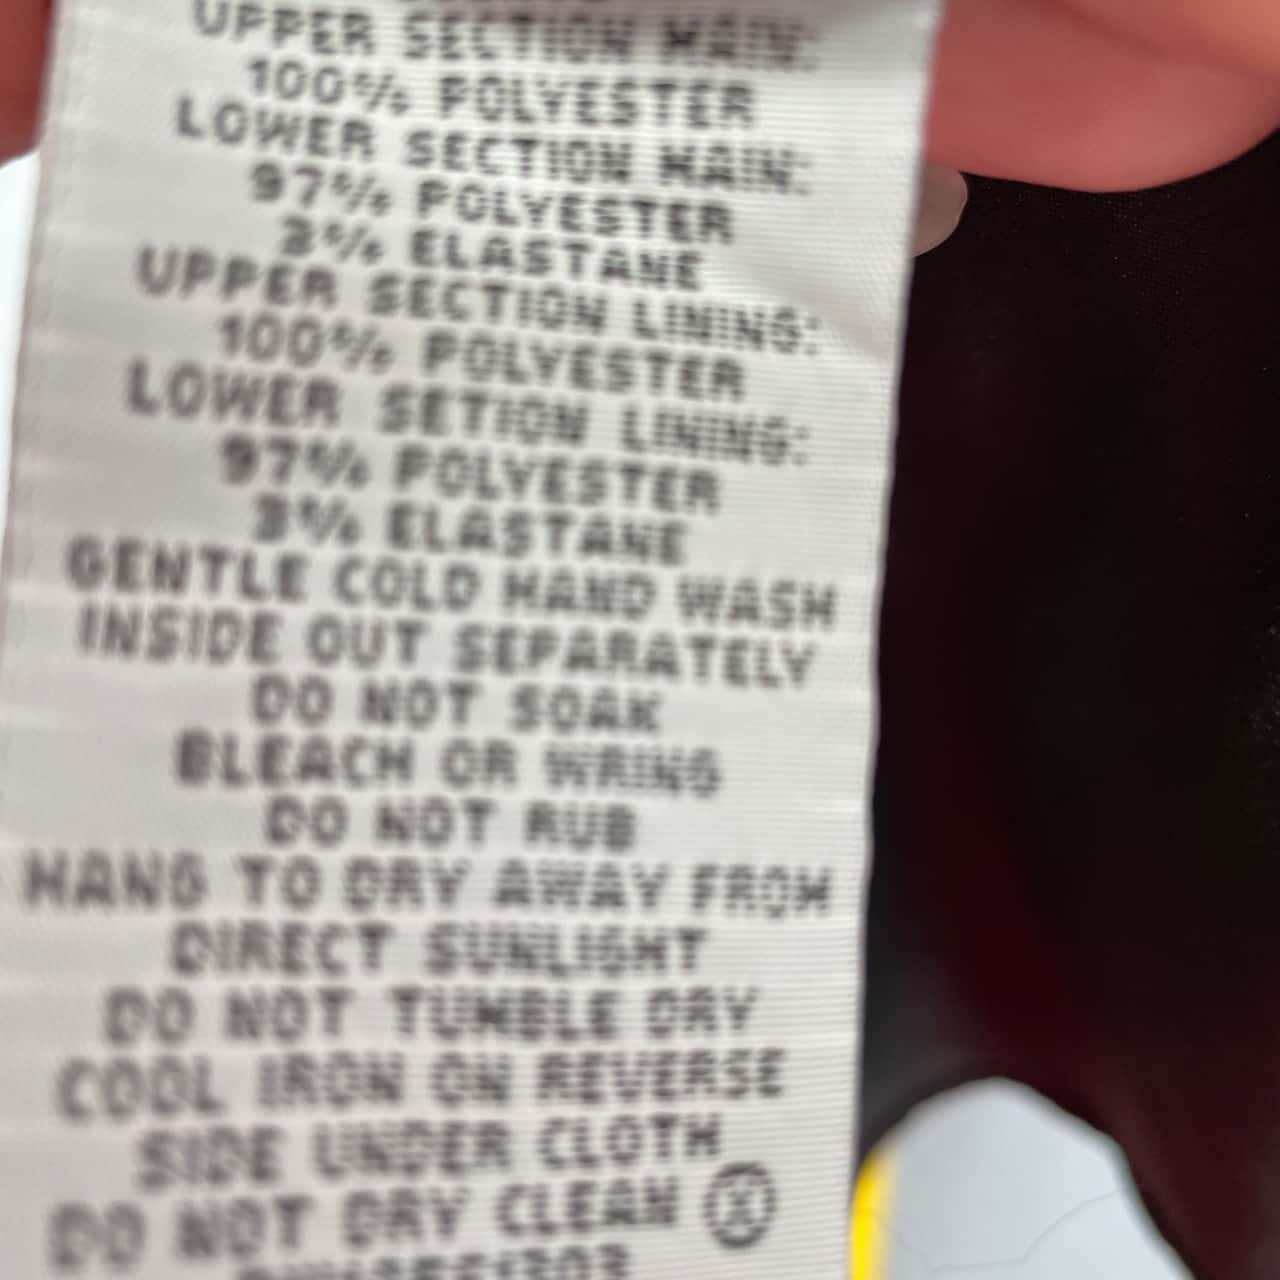 UPPER SECTION MAIN:
100% POLYESTER
LOWER SECTION MAIN:
97% POLYESTER
3% ELASTANE
UPPER SECTION LINING:
100% POLYESTER
LOWER SETION LINING:
97% POLYESTER
3% ELASTANE
GENTLE COLD HAND WASH
INSIDE OUT SEPARATELY
DO NOT SOAK
BLEACH OR WRING
DO NOT RUB
HANG TO DRY AWAY FROM
DIRECT SUNLIGHT
DO NOT TUMBLE DRY
COOL IRON ON REVERSE
SIDE UNDER CLOTH
DO NOT DRY CLEAN